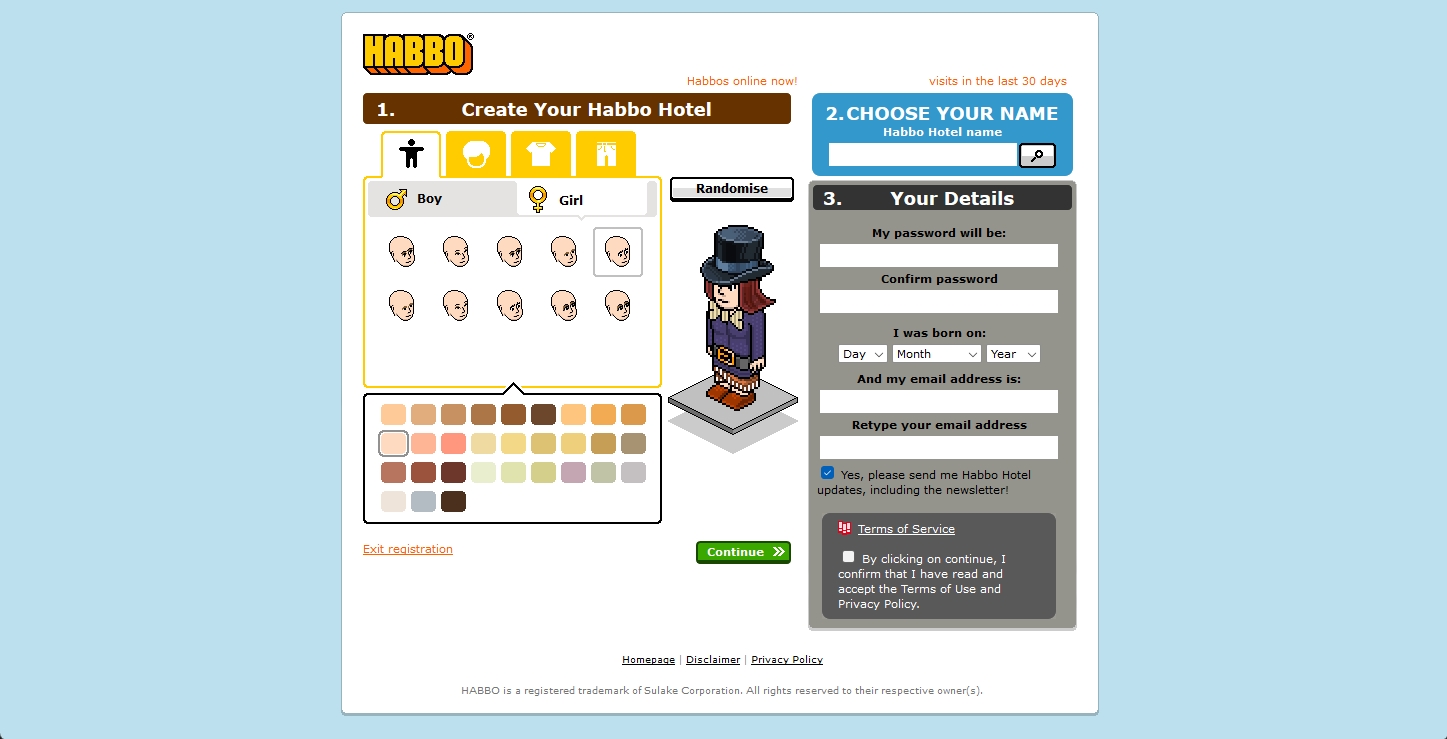 HABBO®
Habbos online now!
visits in the last 30 days
1. Create Your Habbo Hotel
Boy
Girl
Randomise
Exit registration
Continue
2. CHOOSE YOUR NAME
Habbo Hotel name
3. Your Details
My password will be:
Confirm password
I was born on:
Day Month Year
And my email address is:
Retype your email address
Yes, please send me Habbo Hotel
updates, including the newsletter!
Terms of Service
By clicking on continue, I
confirm that I have read and
accept the Terms of Use and
Privacy Policy.
Homepage | Disclaimer | Privacy Policy
HABBO is a registered trademark of Sulake Corporation. All rights reserved to their respective owner(s).